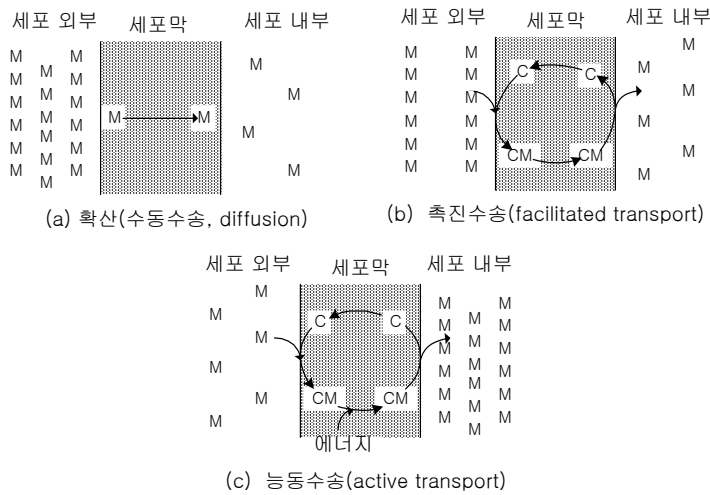 세포 외부 세포막 세포 내부
M M M
M M M
M M M
M M M
M M M
M M M
M → M
M M M M
(a) 확산(수동수송, diffusion)
세포 외부 세포막 세포 내부
M M C C M
M M M
M M M
M M M
M M CM CM M
M M M
(b) 촉진수송(facilitated transport)
세포 외부 세포막 세포 내부
M M M
M C C M M M
M M M M
M M M M
M M CM CM M M M
M 에너지 M
(c) 능동수송(active transport)